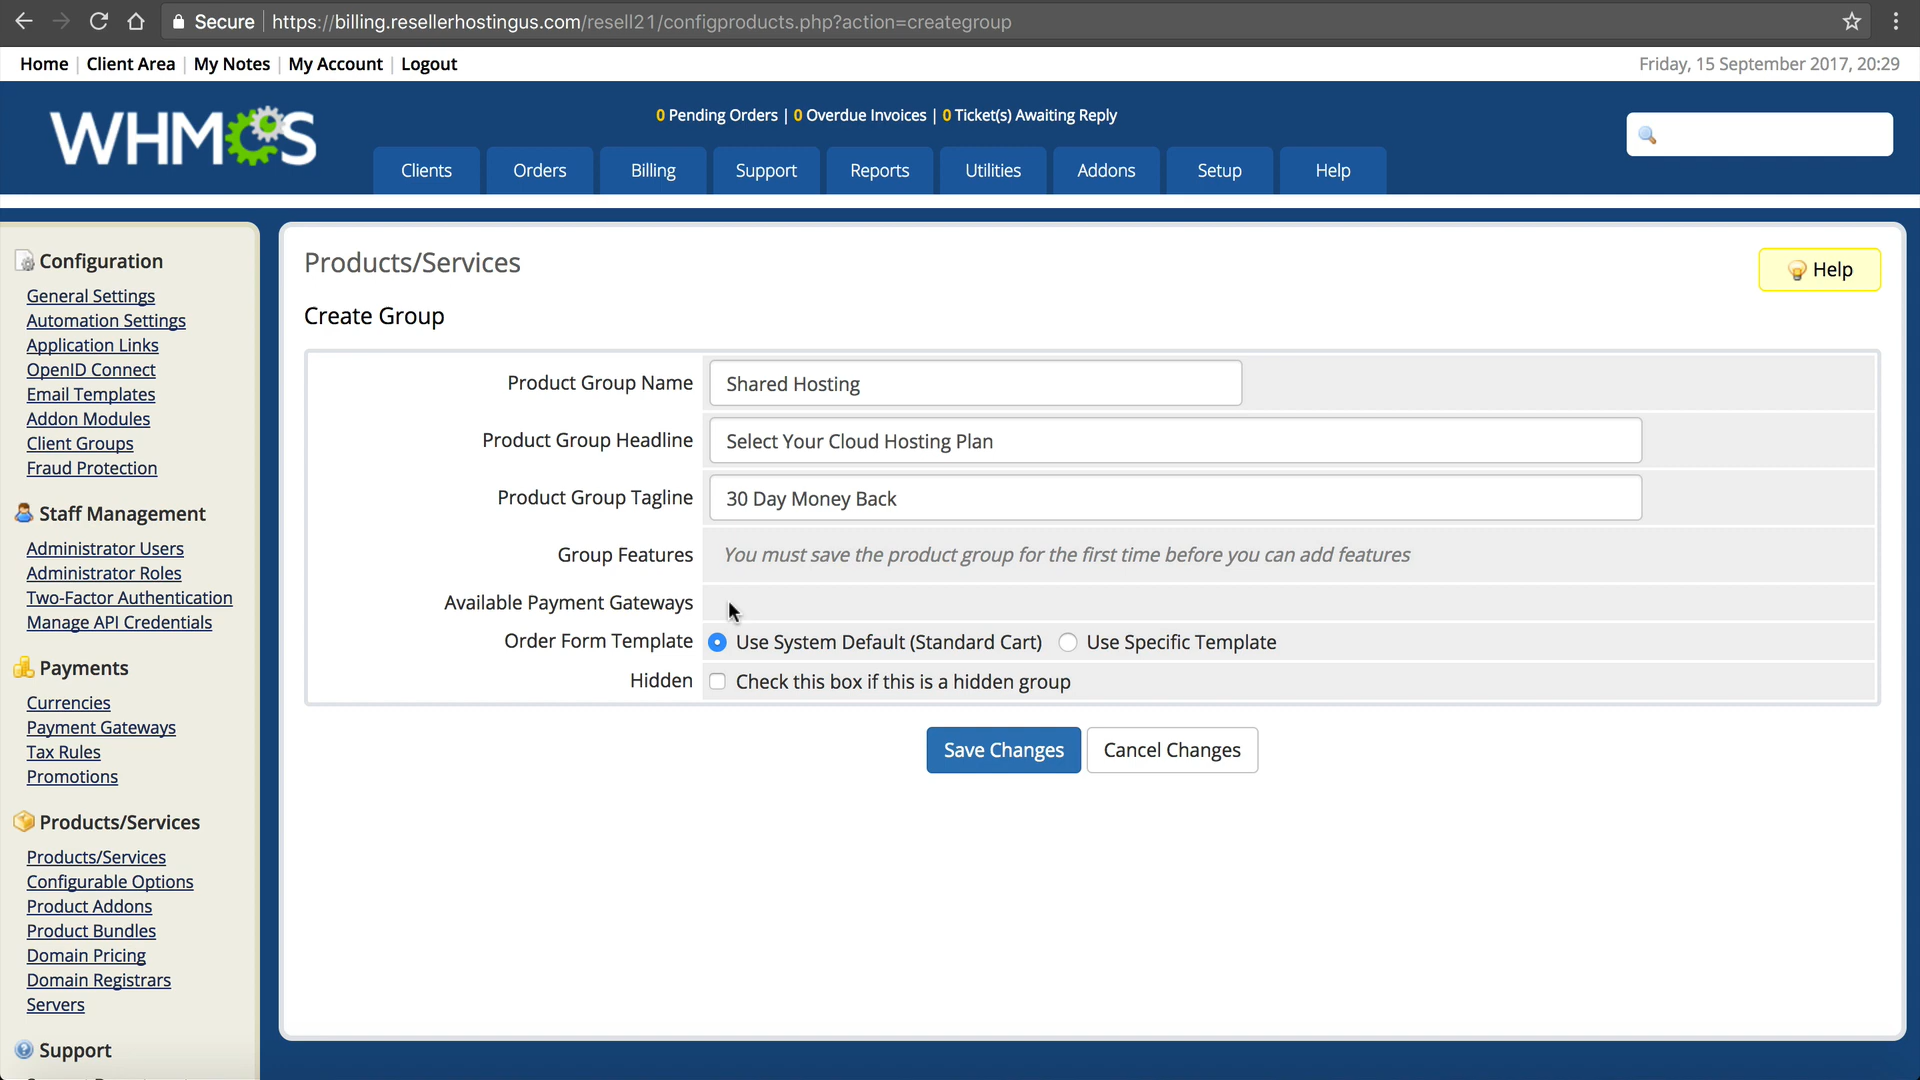 Secure https://billing.resellerhostingus.com/resell21/configproducts.php?action=creategroup
Home | Client Area | My Notes | My Account | Logout
Friday, 15 September 2017, 20:29
WHMCS
0 Pending Orders | 0 Overdue Invoices | 0 Ticket(s) Awaiting Reply
Clients Orders Billing Support Reports Utilities Addons Setup Help
Configuration
General Settings
Automation Settings
Application Links
OpenID Connect
Email Templates
Addon Modules
Client Groups
Fraud Protection
Staff Management
Administrator Users
Administrator Roles
Two-Factor Authentication
Manage API Credentials
Payments
Currencies
Payment Gateways
Tax Rules
Promotions
Products/Services
Products/Services
Configurable Options
Product Addons
Product Bundles
Domain Pricing
Domain Registrars
Servers
Support
Products/Services
Help
Create Group
Product Group Name Shared Hosting
Product Group Headline Select Your Cloud Hosting Plan
Product Group Tagline 30 Day Money Back
Group Features You must save the product group for the first time before you can add features
Available Payment Gateways
Order Form Template Use System Default (Standard Cart) Use Specific Template
Hidden Check this box if this is a hidden group
Save Changes Cancel Changes